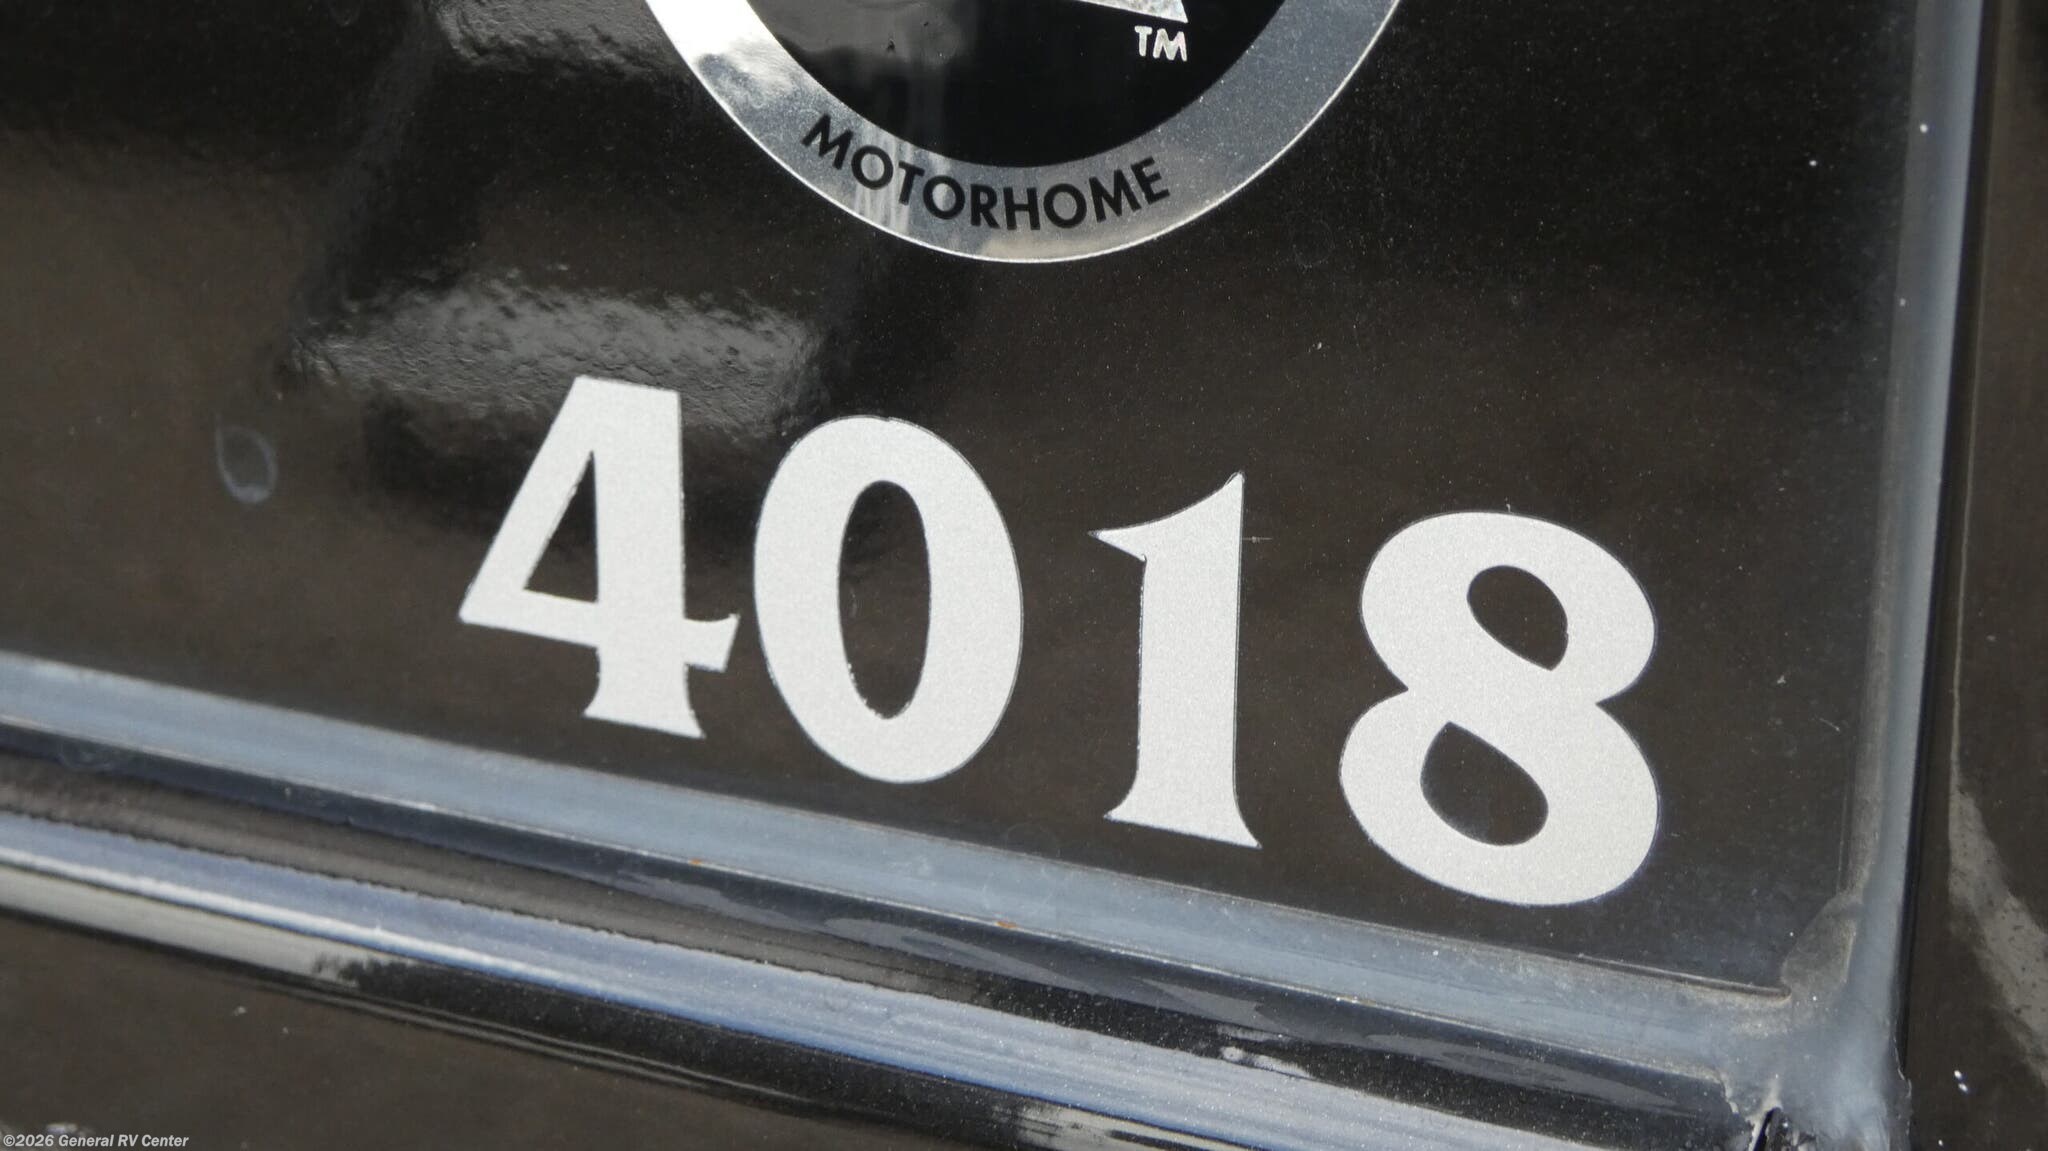 TM
MOTORHOME
4018
©2026 General RV Center